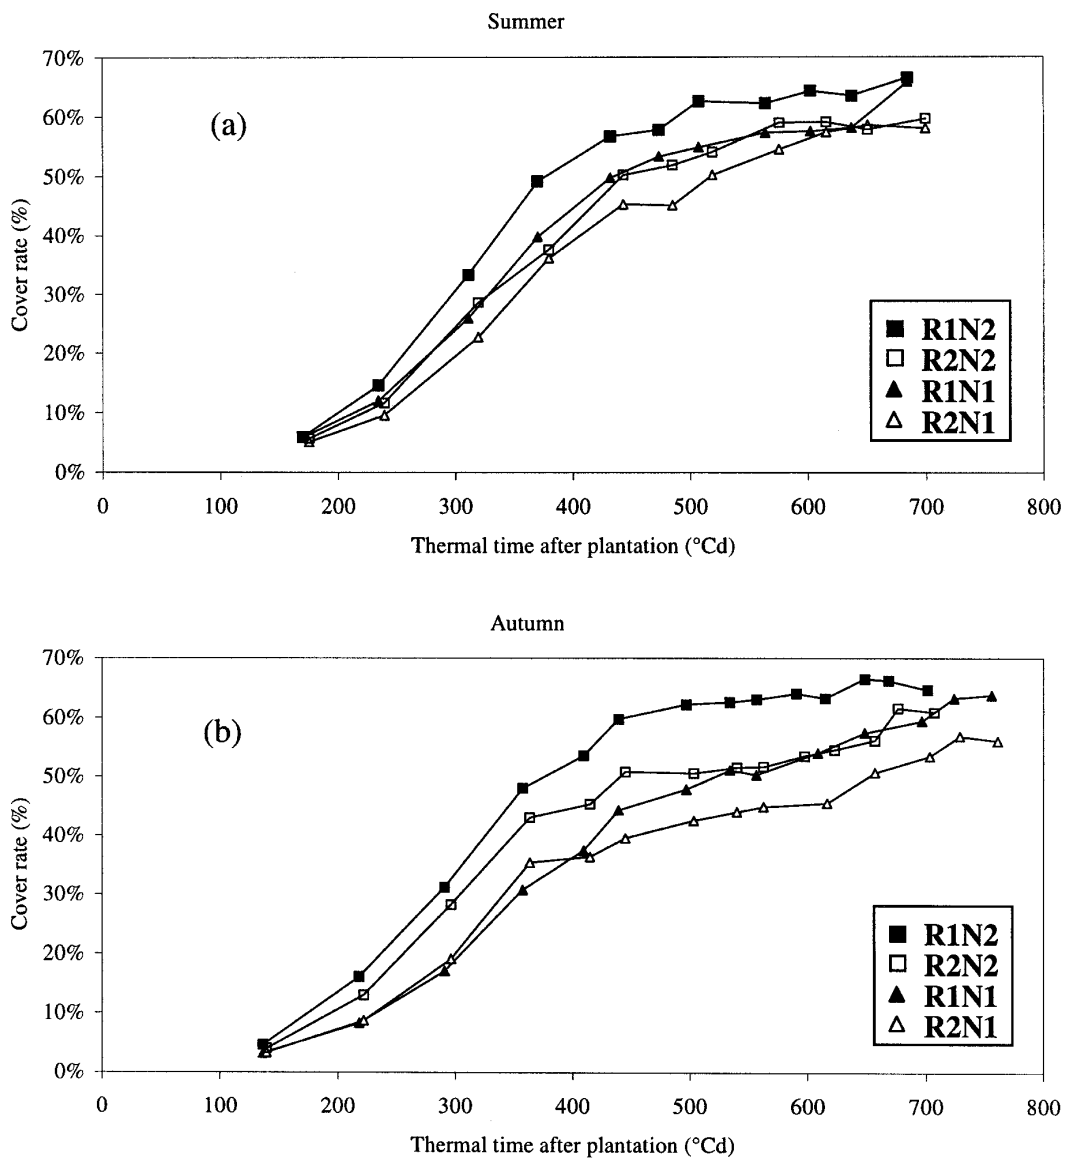 Summer
70%
60%
50%
40%
30%
20%
10%
0%
Cover rate (%)
(a)
R1N2
R2N2
R1N1
R2N1
0 100 200 300 400 500 600 700 800
Thermal time after plantation (°Cd)
Autumn
70%
60%
50%
40%
30%
20%
10%
0%
Cover rate (%)
(b)
R1N2
R2N2
R1N1
R2N1
0 100 200 300 400 500 600 700 800
Thermal time after plantation (°Cd)